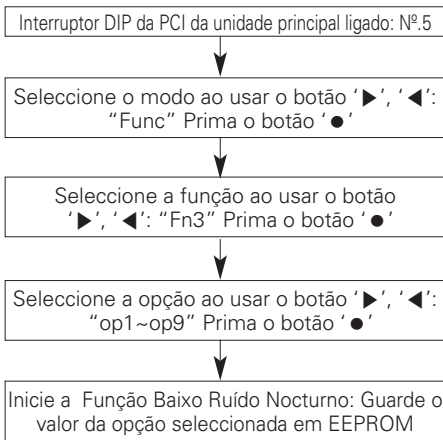 Interruptor DIP da PCI da unidade principal ligado: Nº.5
Seleccione o modo ao usar o botão ‘▶’, ‘◀’:
“Func” Prima o botão ‘●’
Seleccione a função ao usar o botão
‘▶’, ‘◀’: “Fn3” Prima o botão ‘●’
Seleccione a opção ao usar o botão ‘▶’, ‘◀’:
“op1~op9” Prima o botão ‘●’
Inicie a Função Baixo Ruído Nocturno: Guarde o
valor da opção seleccionada em EEPROM